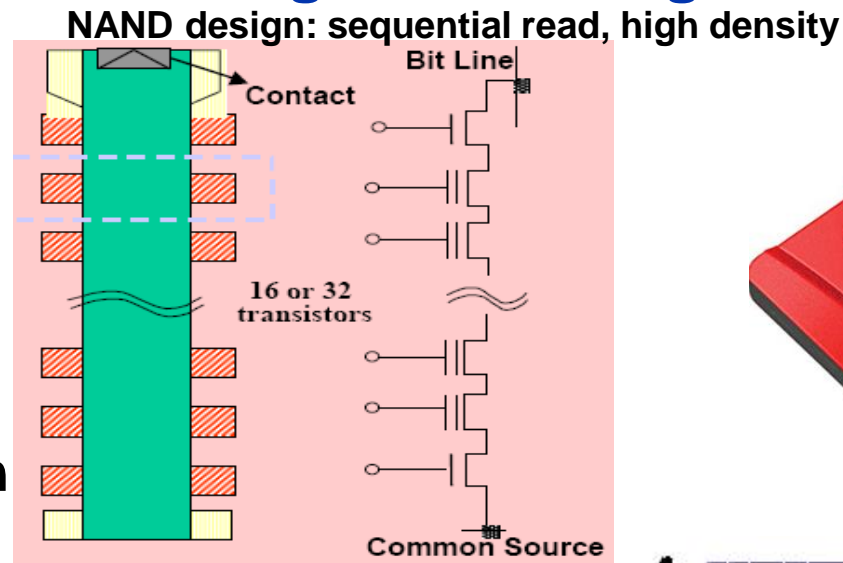 NAND design: sequential read, high density
Bit Line
Contact
16 or 32
transistors
Common Source